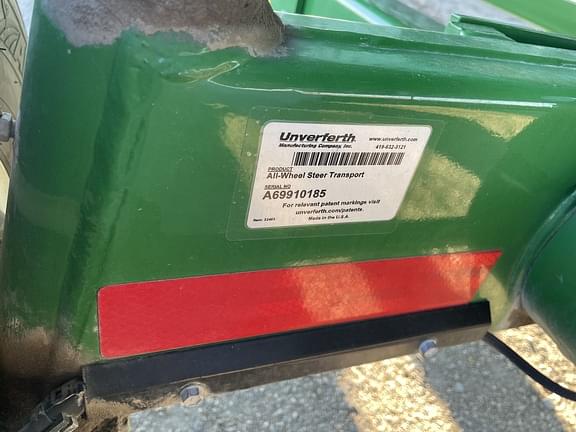 Unverferth www.unverferth.com
Manufacturing Company, Inc. 419-532-3121
PRODUCT
All-Wheel Steer Transport
SERIAL NO
A69910185
For relevant patent markings visit
unverferth.com/patents.
Made in the U.S.A.